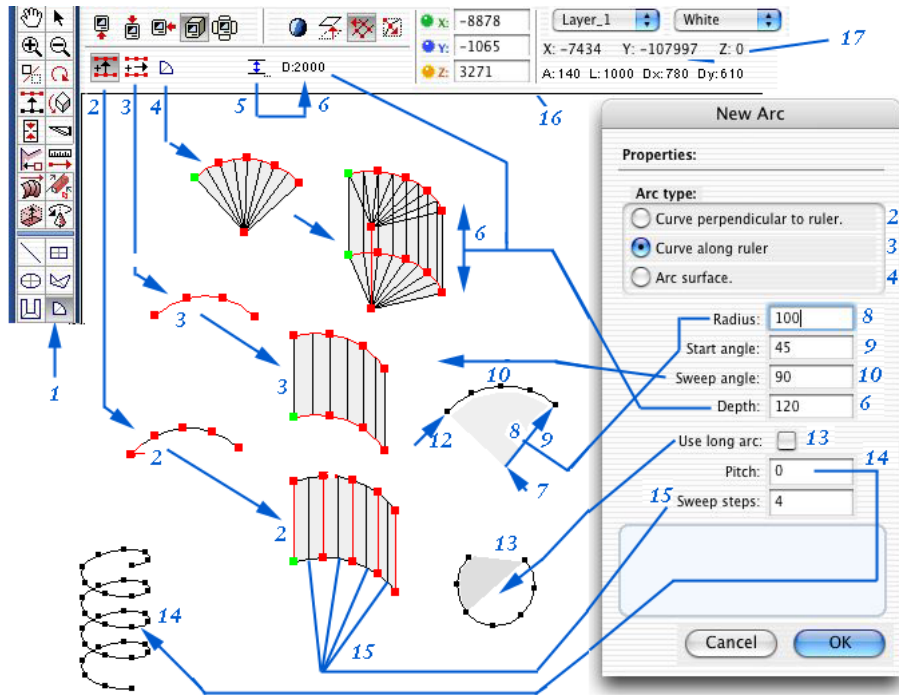 X: -8878
Y: -1065
Z: 3271
Layer_1
White
X: -7434 Y: -107997 Z: 0
A:140 L:1000 Dx:780 Dy:610
17
D:2000
2
3
4
5
6
16
New Arc
Properties:
Arc type:
Curve perpendicular to ruler. 2
Curve along ruler 3
Arc surface. 4
Radius: 100 8
Start angle: 45 9
Sweep angle: 90 10
Depth: 120 6
Use long arc: 13
Pitch: 0 14
Sweep steps: 4
15
Cancel
OK
6
3
3
1
10
12
8
9
7
2
2
13
14
15